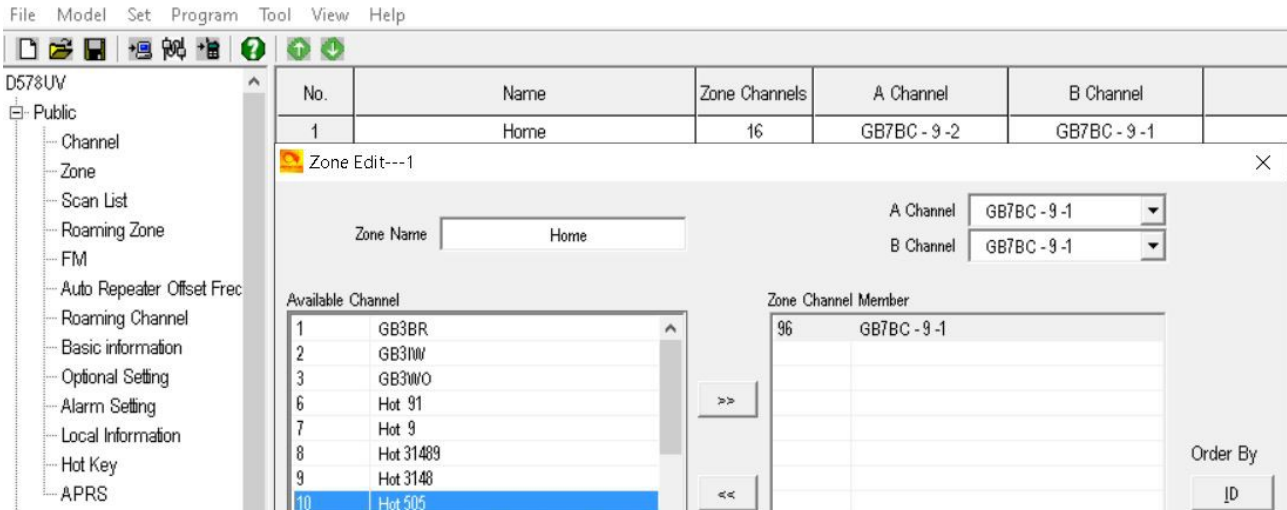 File Model Set Program Tool View Help
D578UV
Public
Channel
Zone
Scan List
Roaming Zone
FM
Auto Repeater Offset Frec
Roaming Channel
Basic information
Optional Setting
Alarm Setting
Local Information
Hot Key
APRS
No. Name Zone Channels A Channel B Channel
1 Home 16 GB7BC - 9 -2 GB7BC - 9 -1
Zone Edit---1
Zone Name Home
A Channel GB7BC - 9 -1
B Channel GB7BC - 9 -1
Available Channel
1 GB3BR
2 GB3IW
3 GB3WO
6 Hot 91
7 Hot 9
8 Hot 31489
9 Hot 3148
10 Hot 505
>>
<<
Zone Channel Member
96 GB7BC - 9 -1
Order By
ID